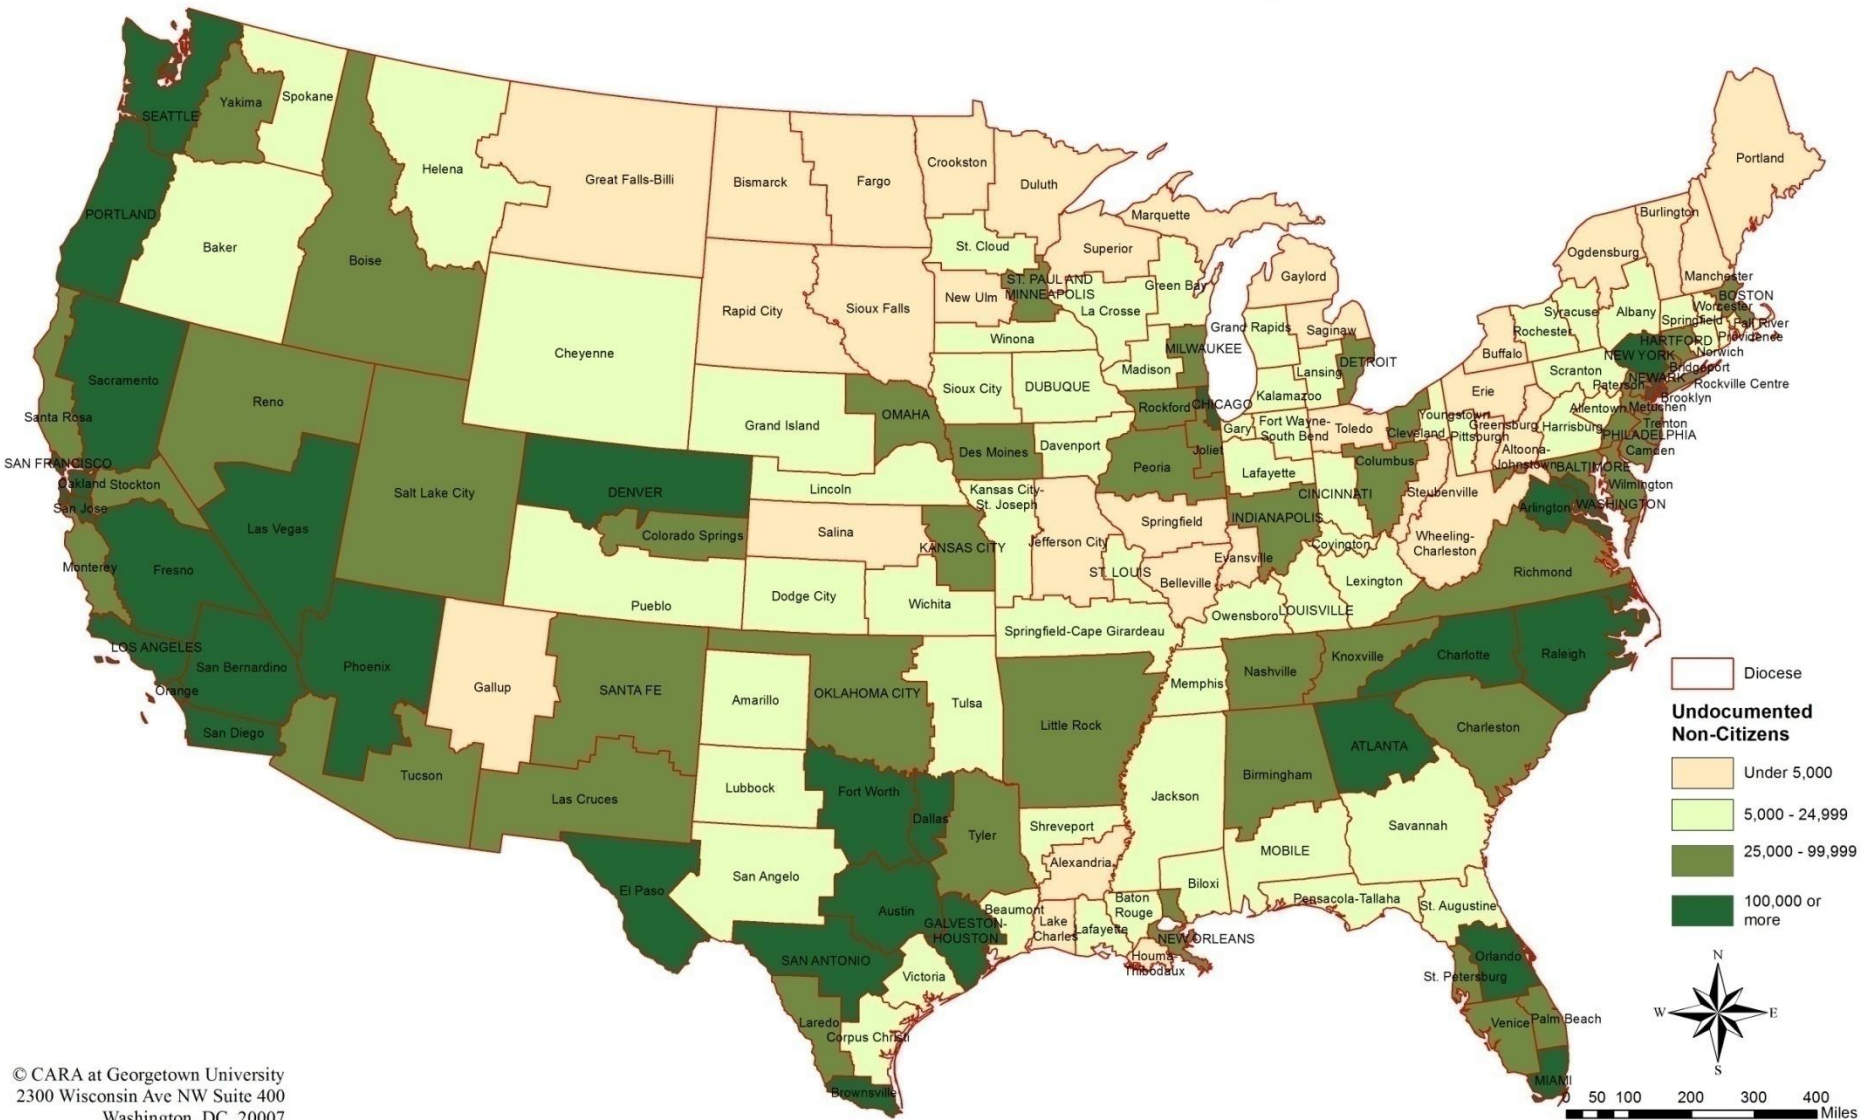 SEATTLE
Yakima
Spokane
Helena
Great Falls-Billi
Bismarck
Fargo
Crookston
Duluth
Marquette
Portland
PORTLAND
Baker
Boise
St. Cloud
Superior
Burlington
Ogdensburg
Gaylord
Manchester
ST. PAUL AND
MINNEAPOLIS
Green Bay
New Ulm
Rapid City
Sioux Falls
La Crosse
BOSTON
Worcester
Syracuse
Albany
Springfield
Fall River
Grand Rapids
Saginaw
Rochester
Providence
HARTFORD
Winona
Cheyenne
MILWAUKEE
Buffalo
NEW YORK
Norwich
DETROIT
Bridgeport
Sacramento
Madison
Lansing
Scranton
NEWARK
Rockville Centre
Sioux City
DUBUQUE
Paterson
Erie
Brooklyn
Reno
Kalamazoo
CHICAGO
Rockford
Allentown
Metuchen
Santa Rosa
OMAHA
Youngstown
Grand Island
Fort Wayne-
South Bend
Gary
Toledo
Cleveland
Pittsburgh
Greensburg
Harrisburg
Trenton
PHILADELPHIA
Davenport
Des Moines
Joliet
Altoona-
Johnstown
Camden
SAN FRANCISCO
Oakland
Stockton
Columbus
Peoria
BALTIMORE
Lafayette
Wilmington
Salt Lake City
DENVER
Lincoln
Kansas City-
St. Joseph
CINCINNATI
Steubenville
San Jose
WASHINGTON
Arlington
Las Vegas
Springfield
INDIANAPOLIS
Colorado Springs
Salina
KANSAS CITY
Jefferson City
Covington
Wheeling-
Charleston
Evansville
Monterey
Fresno
ST. LOUIS
Belleville
Lexington
Richmond
Pueblo
Dodge City
Wichita
Owensboro
LOUISVILLE
Springfield-Cape Girardeau
LOS ANGELES
San Bernardino
Phoenix
Charlotte
Raleigh
Knoxville
Nashville
Orange
Gallup
SANTA FE
Amarillo
OKLAHOMA CITY
Tulsa
Memphis
San Diego
Little Rock
Charleston
ATLANTA
Tucson
Birmingham
Las Cruces
Lubbock
Fort Worth
Dallas
Tyler
Jackson
Shreveport
Savannah
MOBILE
Alexandria
San Angelo
El Paso
Biloxi
Pensacola-Tallaha
St. Augustine
Austin
Beaumont
Baton
Rouge
Lake
Charles
Lafayette
GALVESTON-
HOUSTON
NEW ORLEANS
SAN ANTONIO
Houma-
Thibodaux
Orlando
St. Petersburg
Victoria
Laredo
Corpus Christi
Venice
Palm Beach
MIAMI
Brownsville
Diocese
Undocumented
Non-Citizens
Under 5,000
5,000 - 24,999
25,000 - 99,999
100,000 or
more
N
W
E
S
0 50 100 200 300 400
Miles
© CARA at Georgetown University
2300 Wisconsin Ave NW Suite 400
Washington, DC 20007